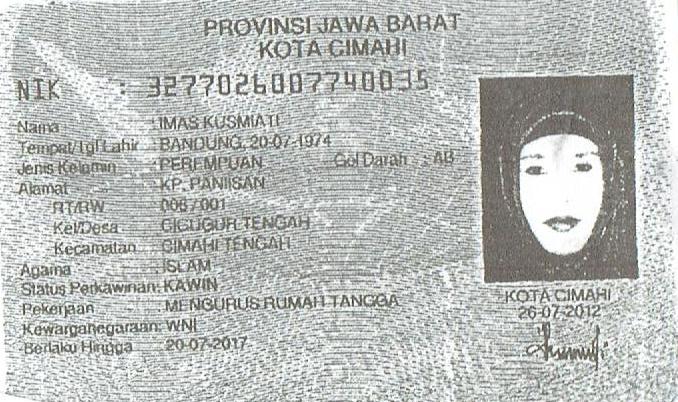 PROVINSI JAWA BARAT
KOTA CIMAHI
NIK : 3277026007740035
Nama : IMAS KUSMIATI
Tempat/Tgl Lahir : BANDUNG, 20-07-1974
Jenis Kelamin : PEREMPUAN Gol Darah : AB
Alamat : KP. PANIISAN
RT/RW : 006 / 001
Kel/Desa : CIGUGUR TENGAH
Kecamatan : CIMAHI TENGAH
Agama : ISLAM
Status Perkawinan: KAWIN
Pekerjaan : MENGURUS RUMAH TANGGA
Kewarganegaraan: WNI
Berlaku Hingga : 20-07-2017
KOTA CIMAHI
26-07-2012